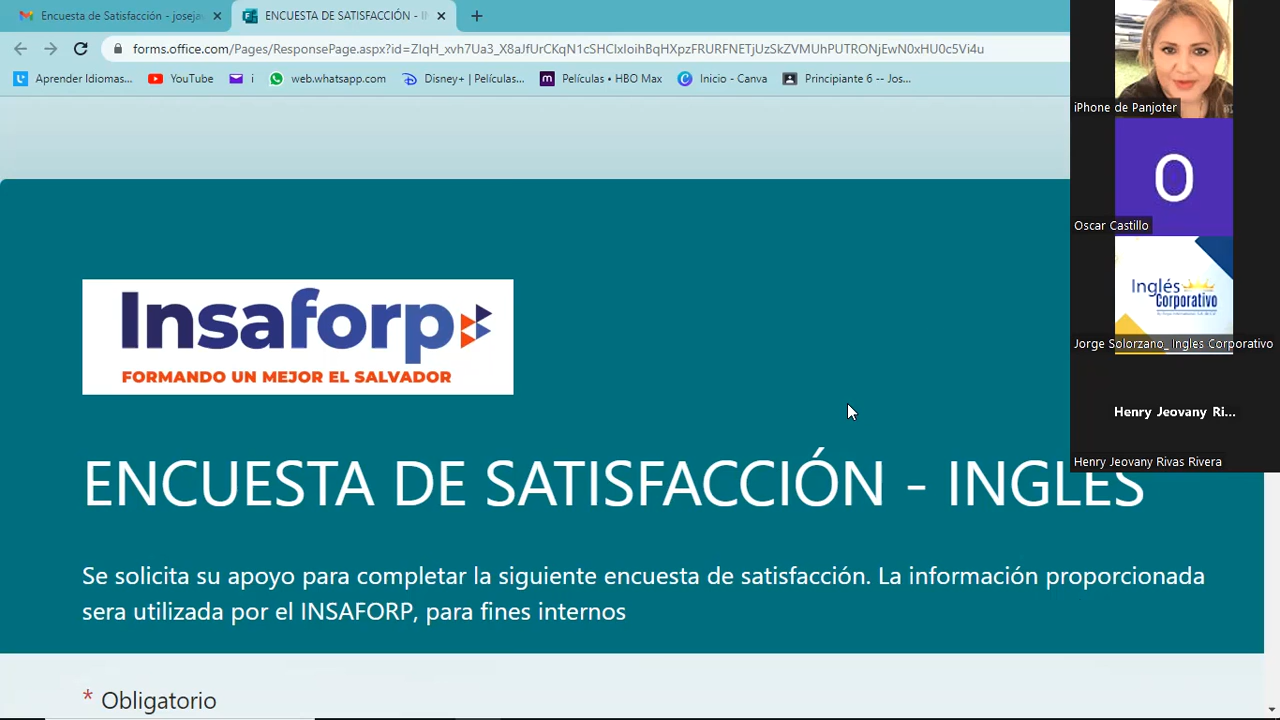 Encuesta de Satisfacción - joseja
ENCUESTA DE SATISFACCIÓN - I
forms.office.com/Pages/ResponsePage.aspx?id=ZLbt_xvh7Ua3_X8aJfUrCKqN1cSHCIxIoihBqHXpzFRURFNETjUzSkZVMUhPUTRONjEwN0xHU0c5Vi4u
Aprender Idiomas...
YouTube
i
web.whatsapp.com
Disney+ | Películas...
Películas • HBO Max
Inicio - Canva
Principiante 6 -- Jos...
iPhone de Panjoter
O
Oscar Castillo
Inglés
Corporativo
Jorge Solorzano_ Ingles Corporativo
Henry Jeovany Ri...
Henry Jeovany Rivas Rivera
Insaforp
FORMANDO UN MEJOR EL SALVADOR
ENCUESTA DE SATISFACCIÓN - INGLES
Se solicita su apoyo para completar la siguiente encuesta de satisfacción. La información proporcionada
sera utilizada por el INSAFORP, para fines internos
* Obligatorio